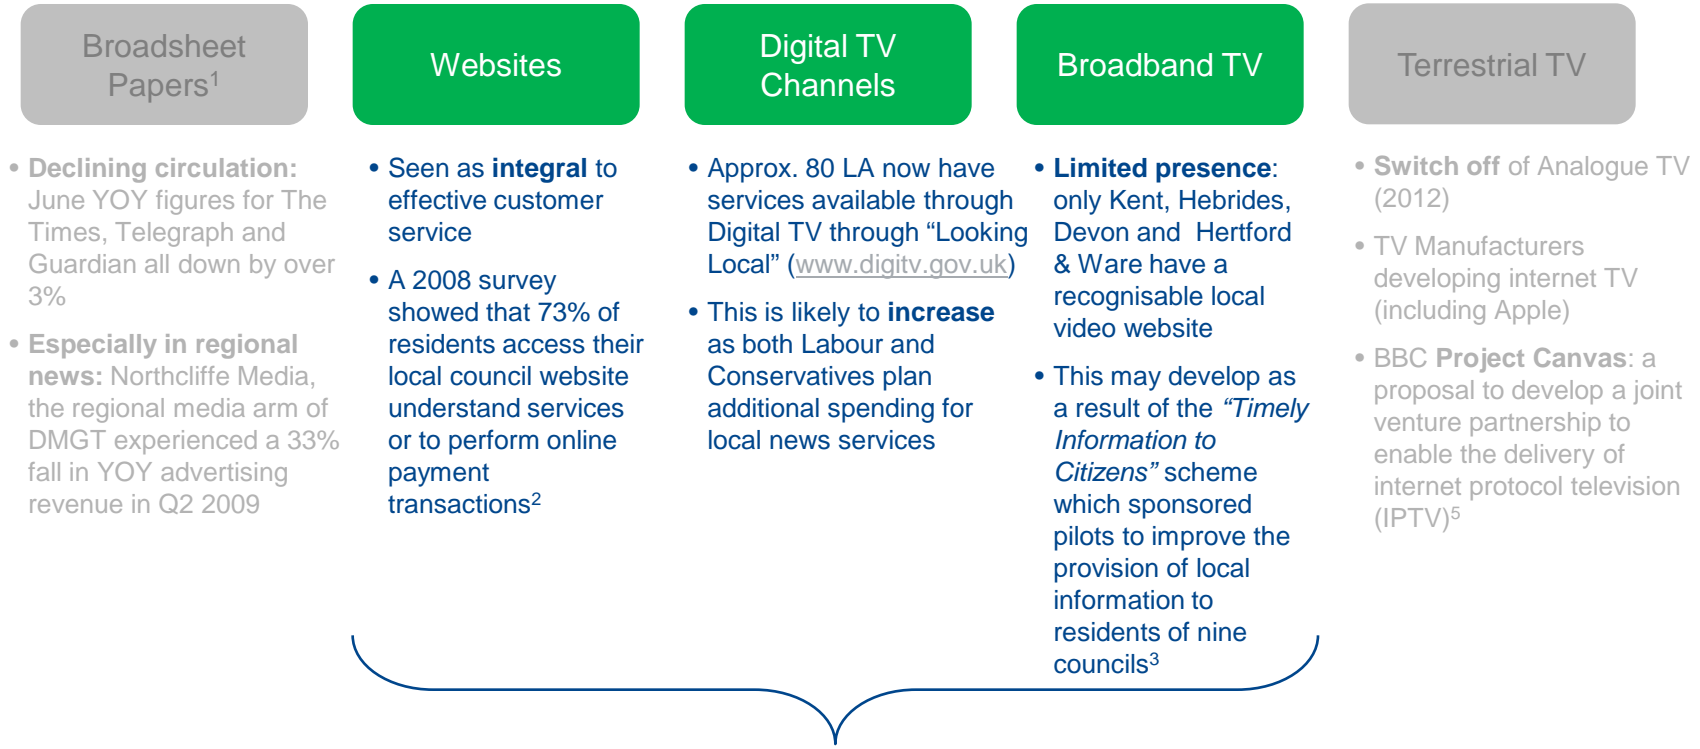 Broadsheet
Papers1
Websites
Digital TV
Channels
Broadband TV
Terrestrial TV
• Declining circulation:
June YOY figures for The
Times, Telegraph and
Guardian all down by over
3%
• Especially in regional
news: Northcliffe Media,
the regional media arm of
DMGT experienced a 33%
fall in YOY advertising
revenue in Q2 2009
• Seen as integral to
effective customer
service
• A 2008 survey
showed that 73% of
residents access their
local council website
understand services
or to perform online
payment
transactions2
• Approx. 80 LA now have
services available through
Digital TV through “Looking
Local” (www.digitv.gov.uk)
• This is likely to increase
as both Labour and
Conservatives plan
additional spending for
local news services
• Limited presence:
only Kent, Hebrides,
Devon and Hertford
& Ware have a
recognisable local
video website
• This may develop as
a result of the “Timely
Information to
Citizens” scheme
which sponsored
pilots to improve the
provision of local
information to
residents of nine
councils3
• Switch off of Analogue TV
(2012)
• TV Manufacturers
developing internet TV
(including Apple)
• BBC Project Canvas: a
proposal to develop a joint
venture partnership to
enable the delivery of
internet protocol television
(IPTV)5